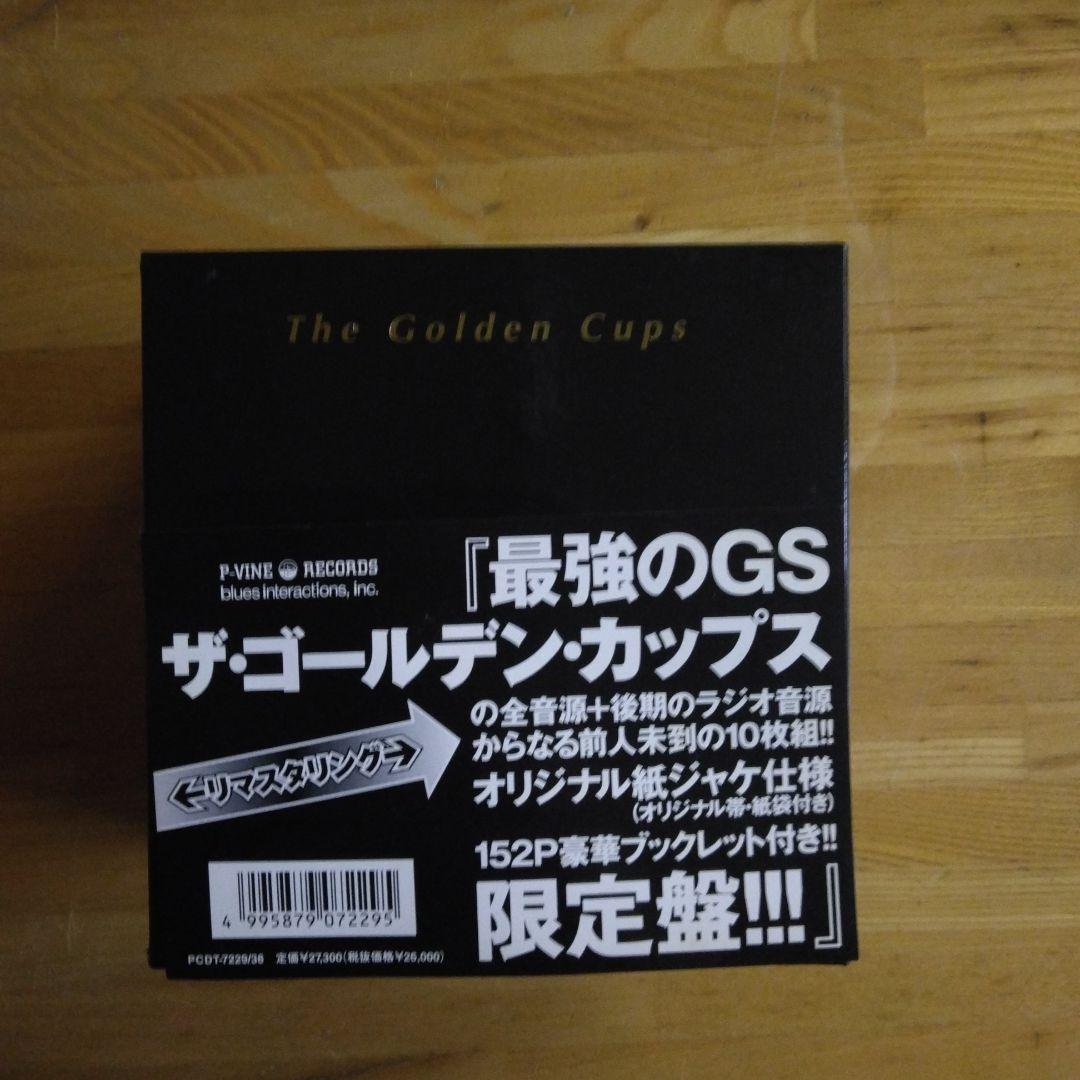 The Golden Cups
P-VINE RECORDS
blues interactions, inc.
『最強のGS
ザ・ゴールデン・カップス
の全音源+後期のラジオ音源
からなる前人未到の10枚組!!
リマスタリング
オリジナル紙ジャケ仕様
(オリジナル帯・紙袋付き)
152P豪華ブックレット付き!!
限定盤!!!』
4 995879 072295
PCDT-7229/38 定価¥27,300(税抜価格¥26,000)